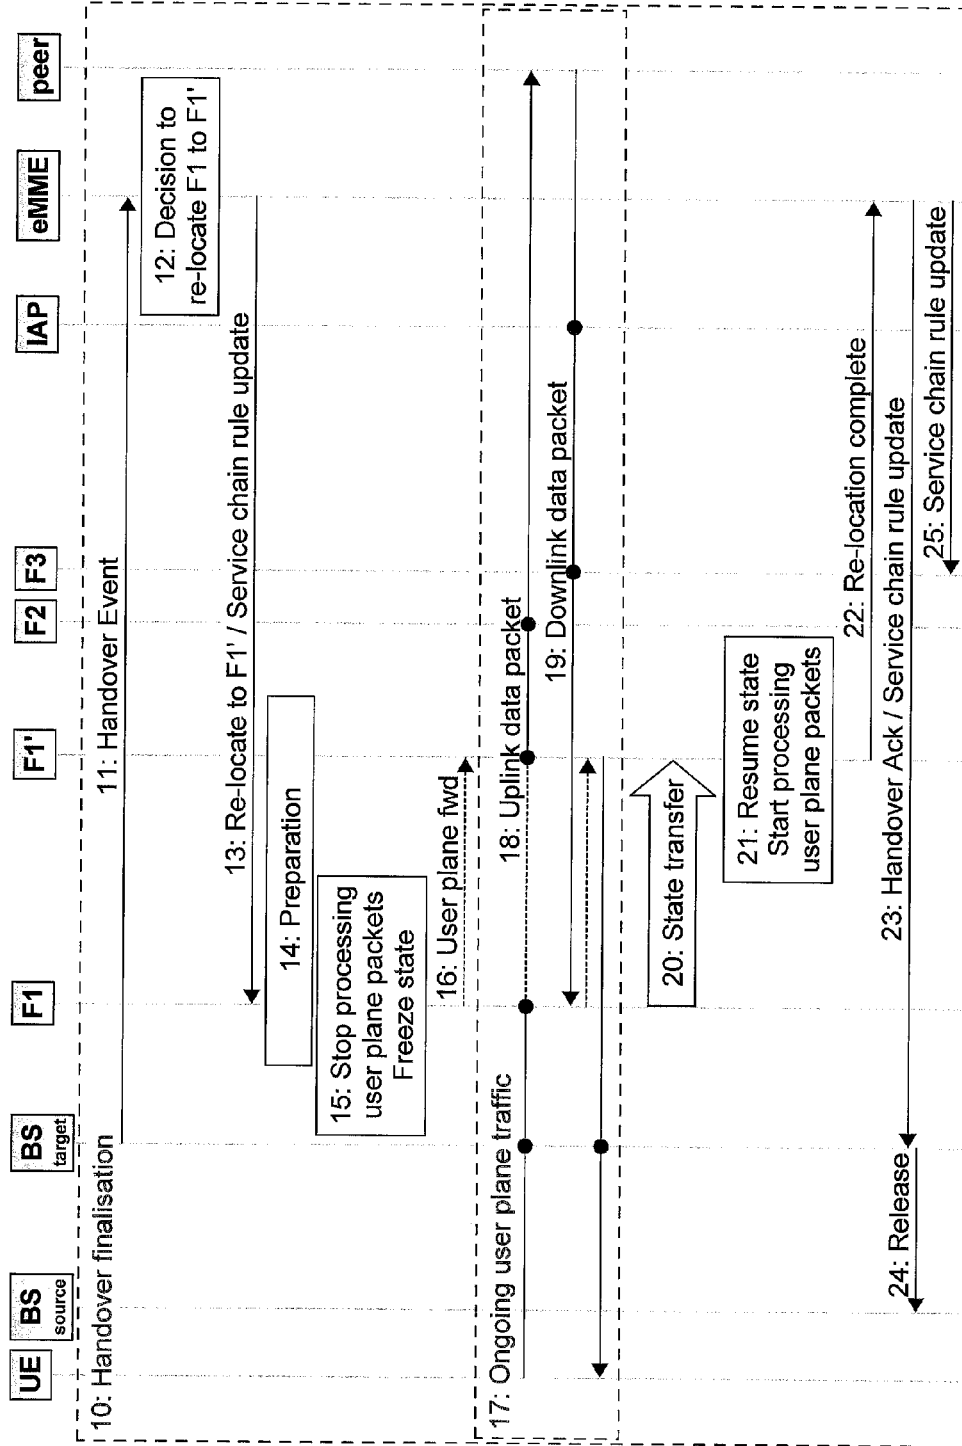 UE
BS
source
BS
target
F1
F1'
F2
F3
IAP
eMME
peer
10: Handover finalisation
11: Handover Event
12: Decision to
re-locate F1 to F1'
13: Re-locate to F1' / Service chain rule update
14: Preparation
15: Stop processing
user plane packets
Freeze state
16: User plane fwd
17: Ongoing user plane traffic
18: Uplink data packet
19: Downlink data packet
20: State transfer
21: Resume state
Start processing
user plane packets
22: Re-location complete
23: Handover Ack / Service chain rule update
24: Release
25: Service chain rule update